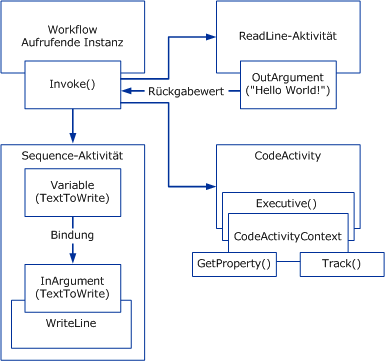 Workflow
Aufrufende Instanz
Invoke()
ReadLine-Aktivität
OutArgument
("Hello World!")
Rückgabewert
Sequence-Aktivität
Variable
(TextToWrite)
Bindung
InArgument
(TextToWrite)
WriteLine
CodeActivity
Executive()
CodeActivityContext
GetProperty()
Track()